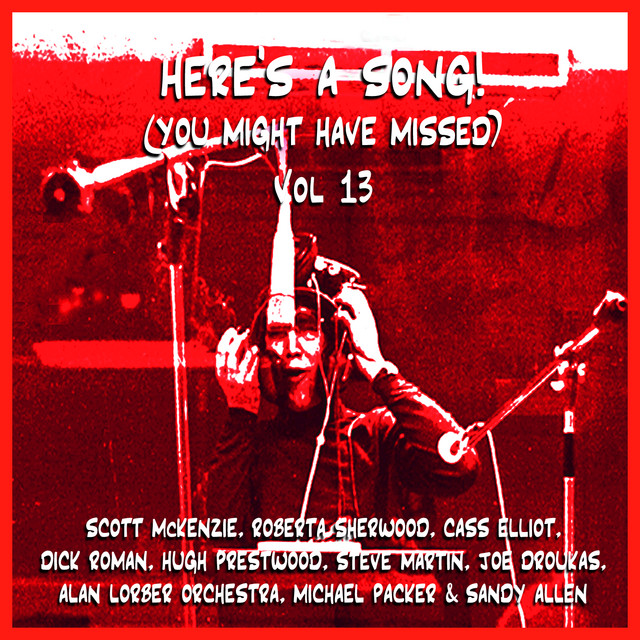 HERE'S A SONG!
(YOU MIGHT HAVE MISSED)
VOL 13
SCOTT McKENZIE, ROBERTA SHERWOOD, CASS ELLIOT,
DICK ROMAN, HUGH PRESTWOOD, STEVE MARTIN, JOE DROUKAS,
ALAN LORBER ORCHESTRA, MICHAEL PACKER & SANDY ALLEN